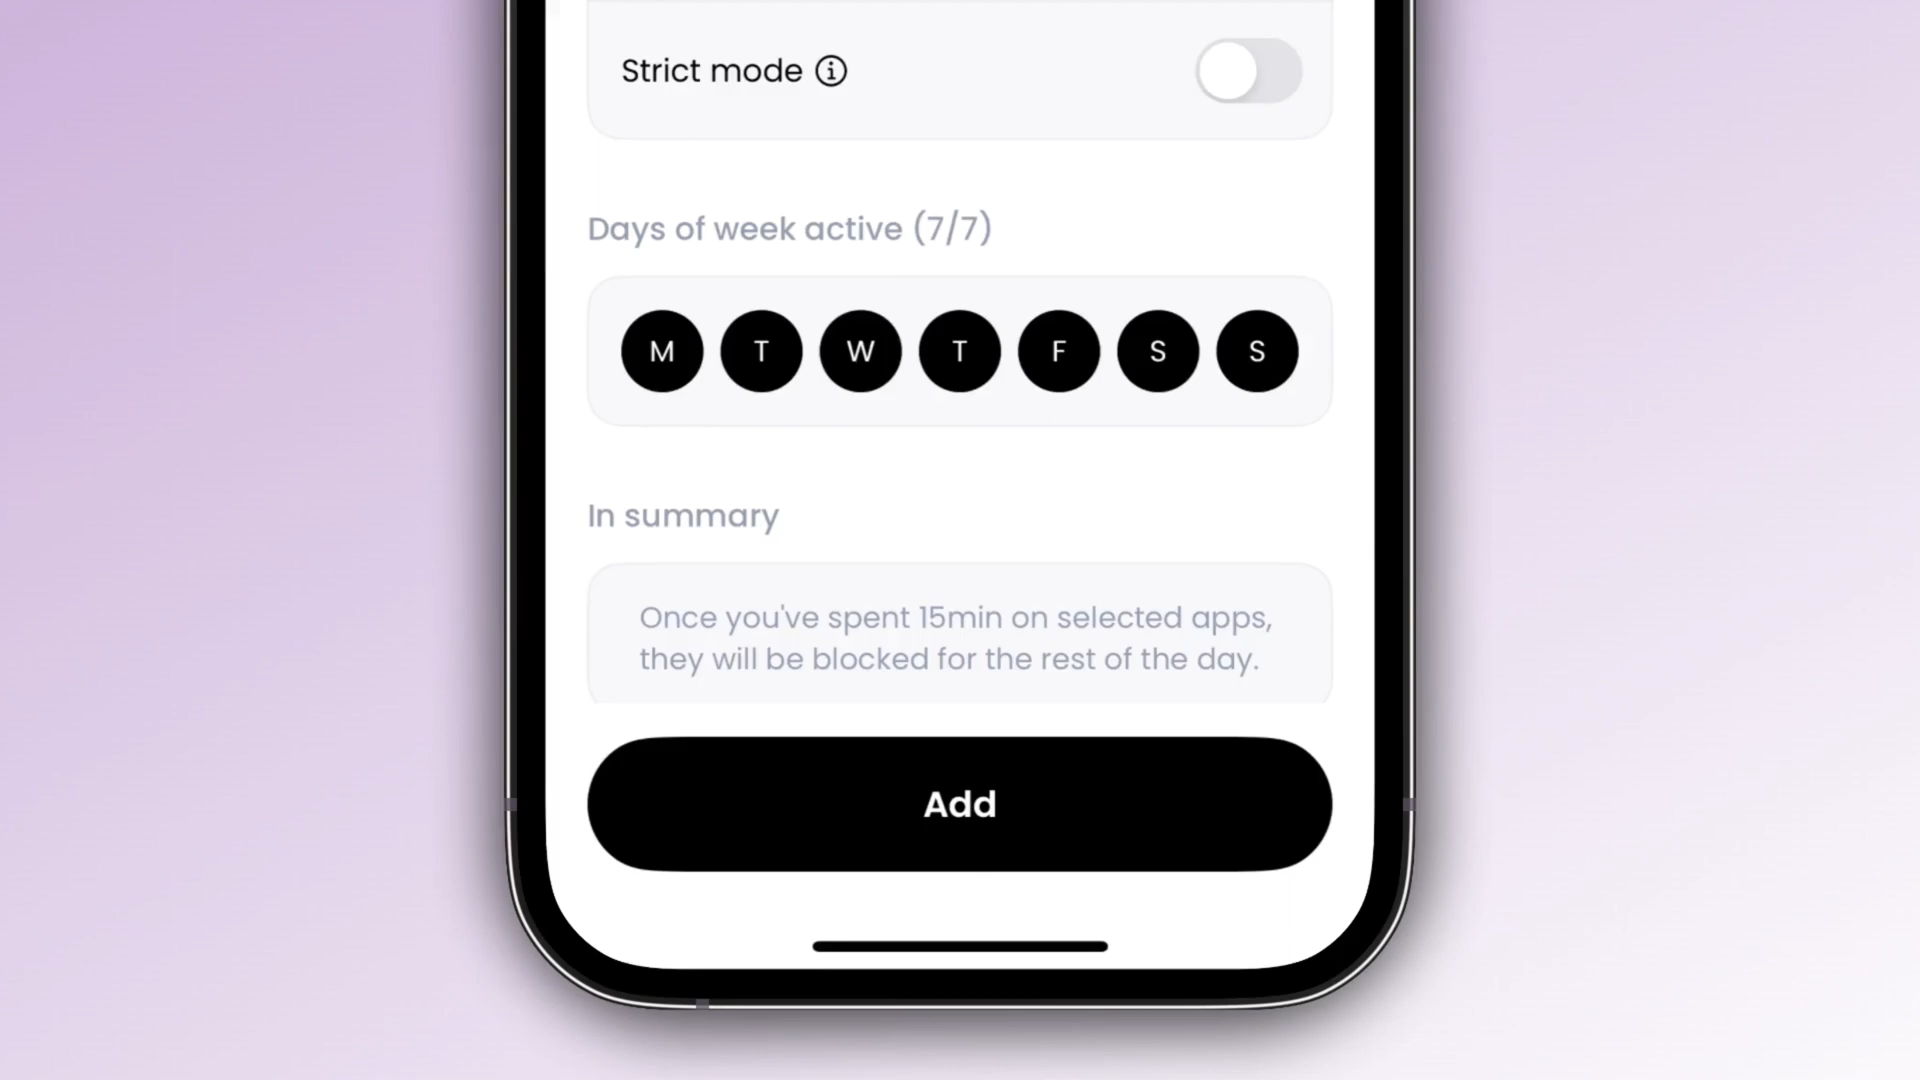 Strict mode
Days of week active (7/7)
M T W T F S S
In summary
Once you've spent 15min on selected apps,
they will be blocked for the rest of the day.
Add